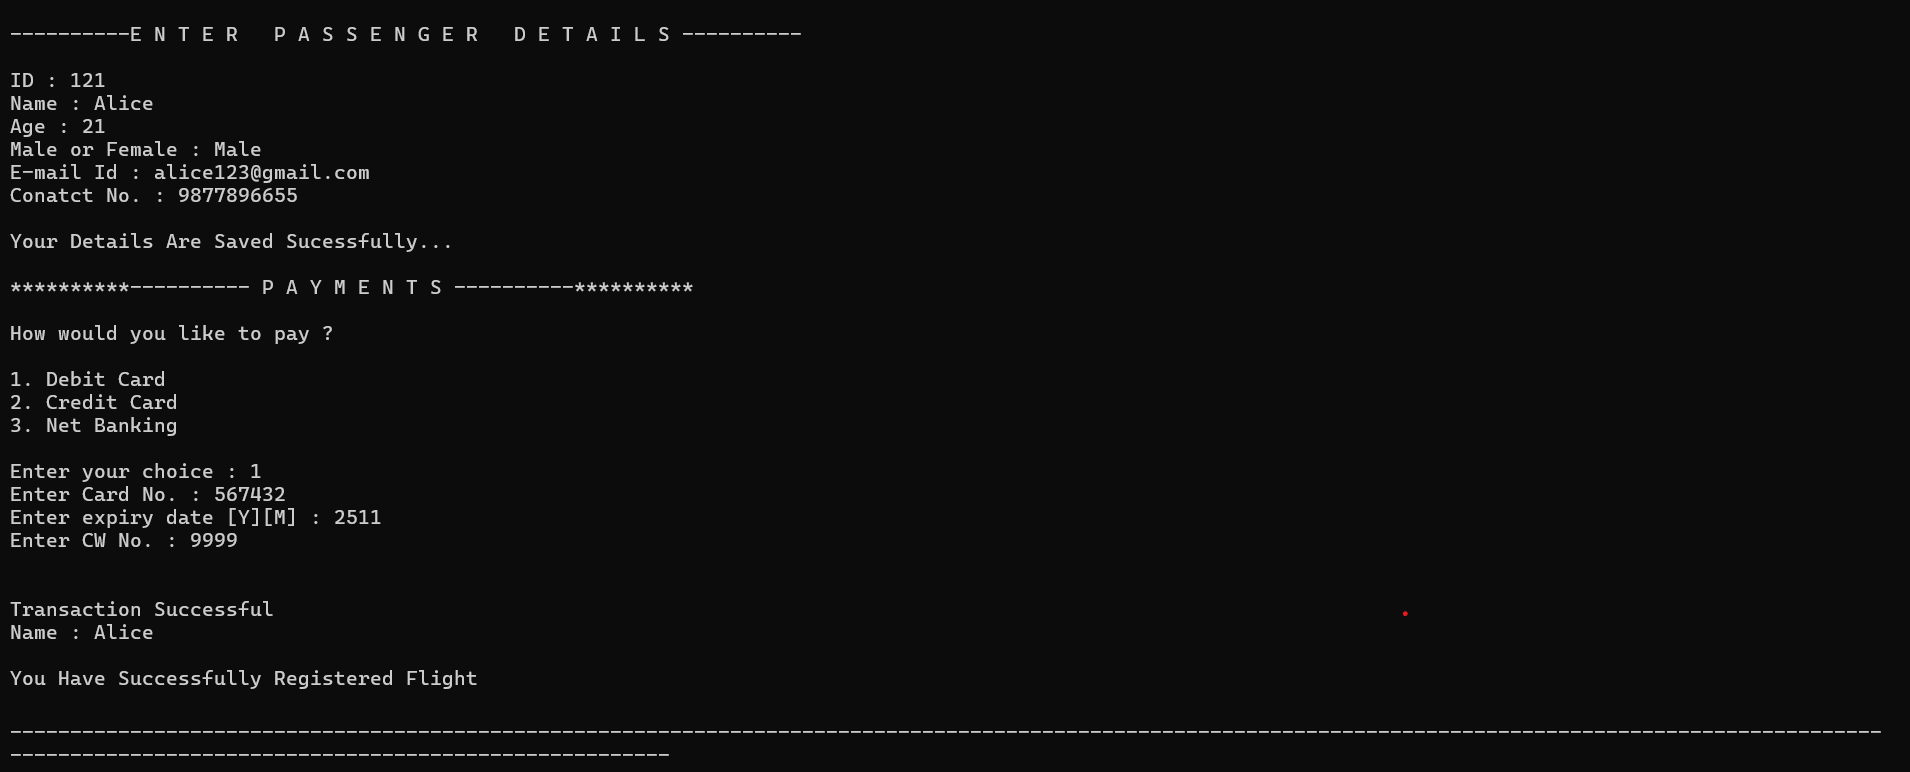 ----------E N T E R   P A S S E N G E R   D E T A I L S ----------
ID : 121
Name : Alice
Age : 21
Male or Female : Male
E-mail Id : alice123@gmail.com
Conatct No. : 9877896655
Your Details Are Saved Sucessfully...
**********---------- P A Y M E N T S ----------**********
How would you like to pay ?
1. Debit Card
2. Credit Card
3. Net Banking
Enter your choice : 1
Enter Card No. : 567432
Enter expiry date [Y][M] : 2511
Enter CW No. : 9999
Transaction Successful
Name : Alice
You Have Successfully Registered Flight
------------------------------------------------------------------------------------------------------------------------------------------------------------
-------------------------------------------------------